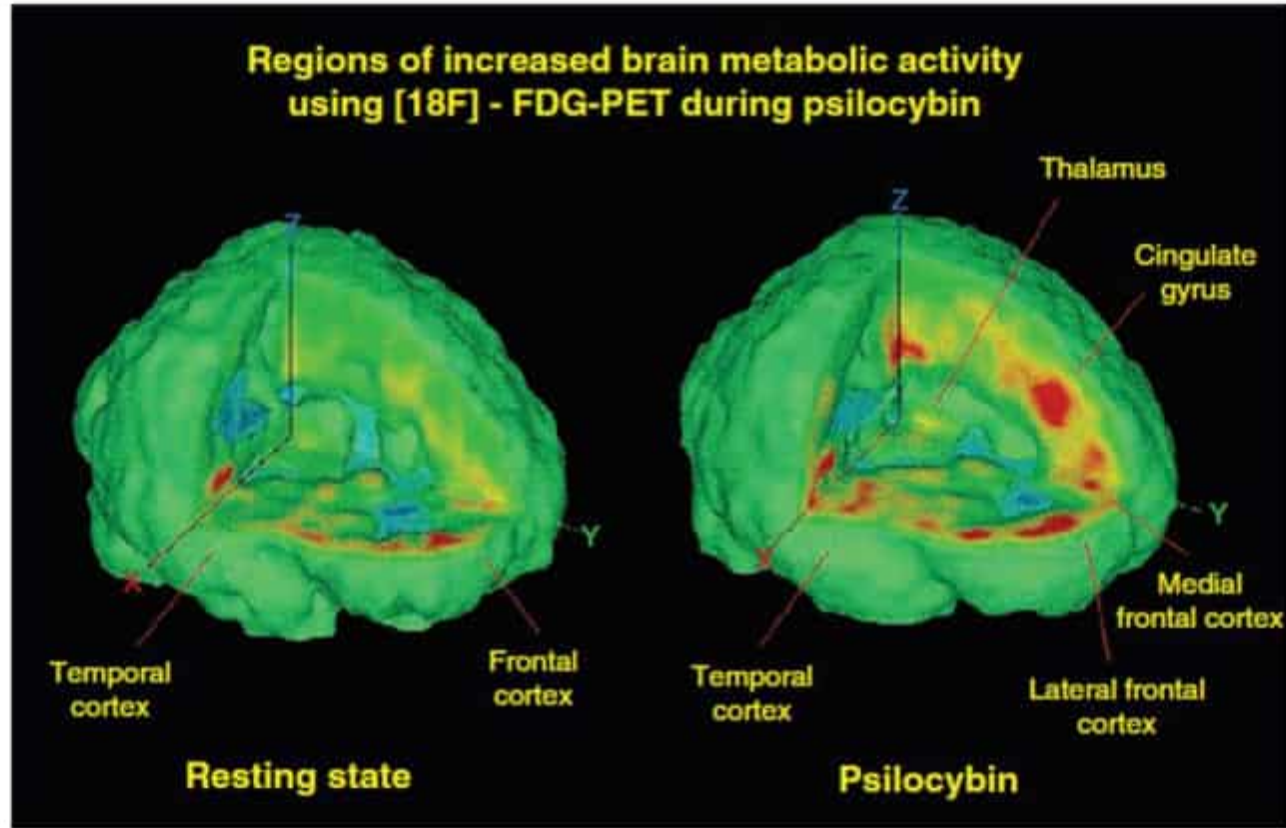 Regions of increased brain metabolic activity
using [18F] - FDG-PET during psilocybin
Z
X
Y
Temporal
cortex
Frontal
cortex
Resting state
Z
X
Y
Thalamus
Cingulate
gyrus
Medial
frontal cortex
Lateral frontal
cortex
Temporal
cortex
Psilocybin